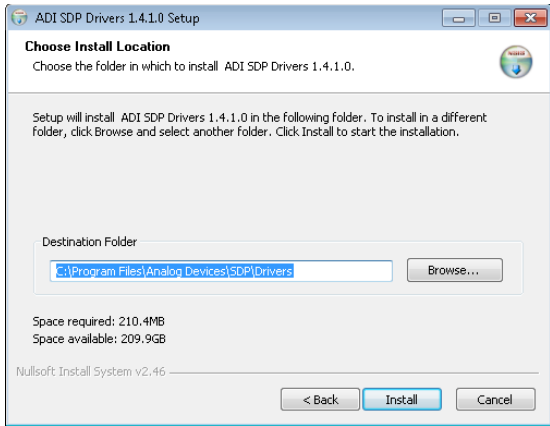 ADI SDP Drivers 1.4.1.0 Setup
Choose Install Location
Choose the folder in which to install ADI SDP Drivers 1.4.1.0.
Setup will install ADI SDP Drivers 1.4.1.0 in the following folder. To install in a different
folder, click Browse and select another folder. Click Install to start the installation.
Destination Folder
C:\Program Files\Analog Devices\SDP\Drivers
Browse...
Space required: 210.4MB
Space available: 209.9GB
Nullsoft Install System v2.46
< Back
Install
Cancel